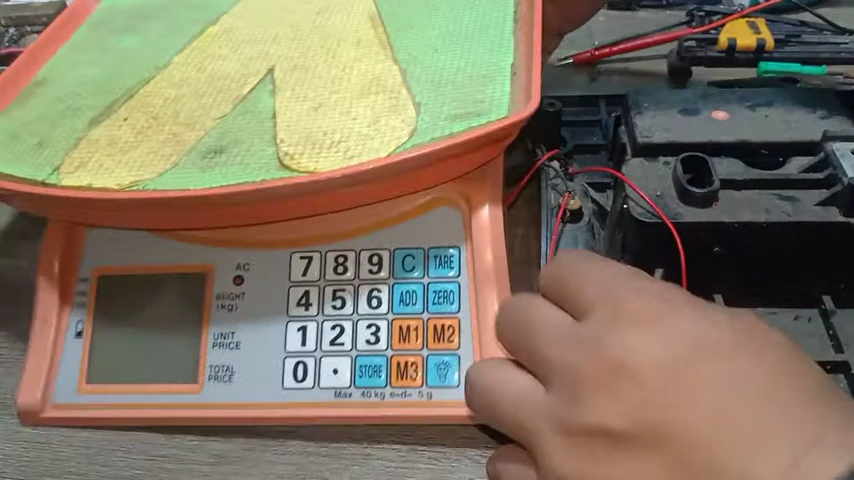 AC
WEIGHT
(kg)
UNIT
PRICE
TOTAL
PRICE
7 8 9 C TARE
4 5 6 ADD ZERO
1 2 3 M1 M2
0 . STORE M3
Max 40 kg e=d= 5 g